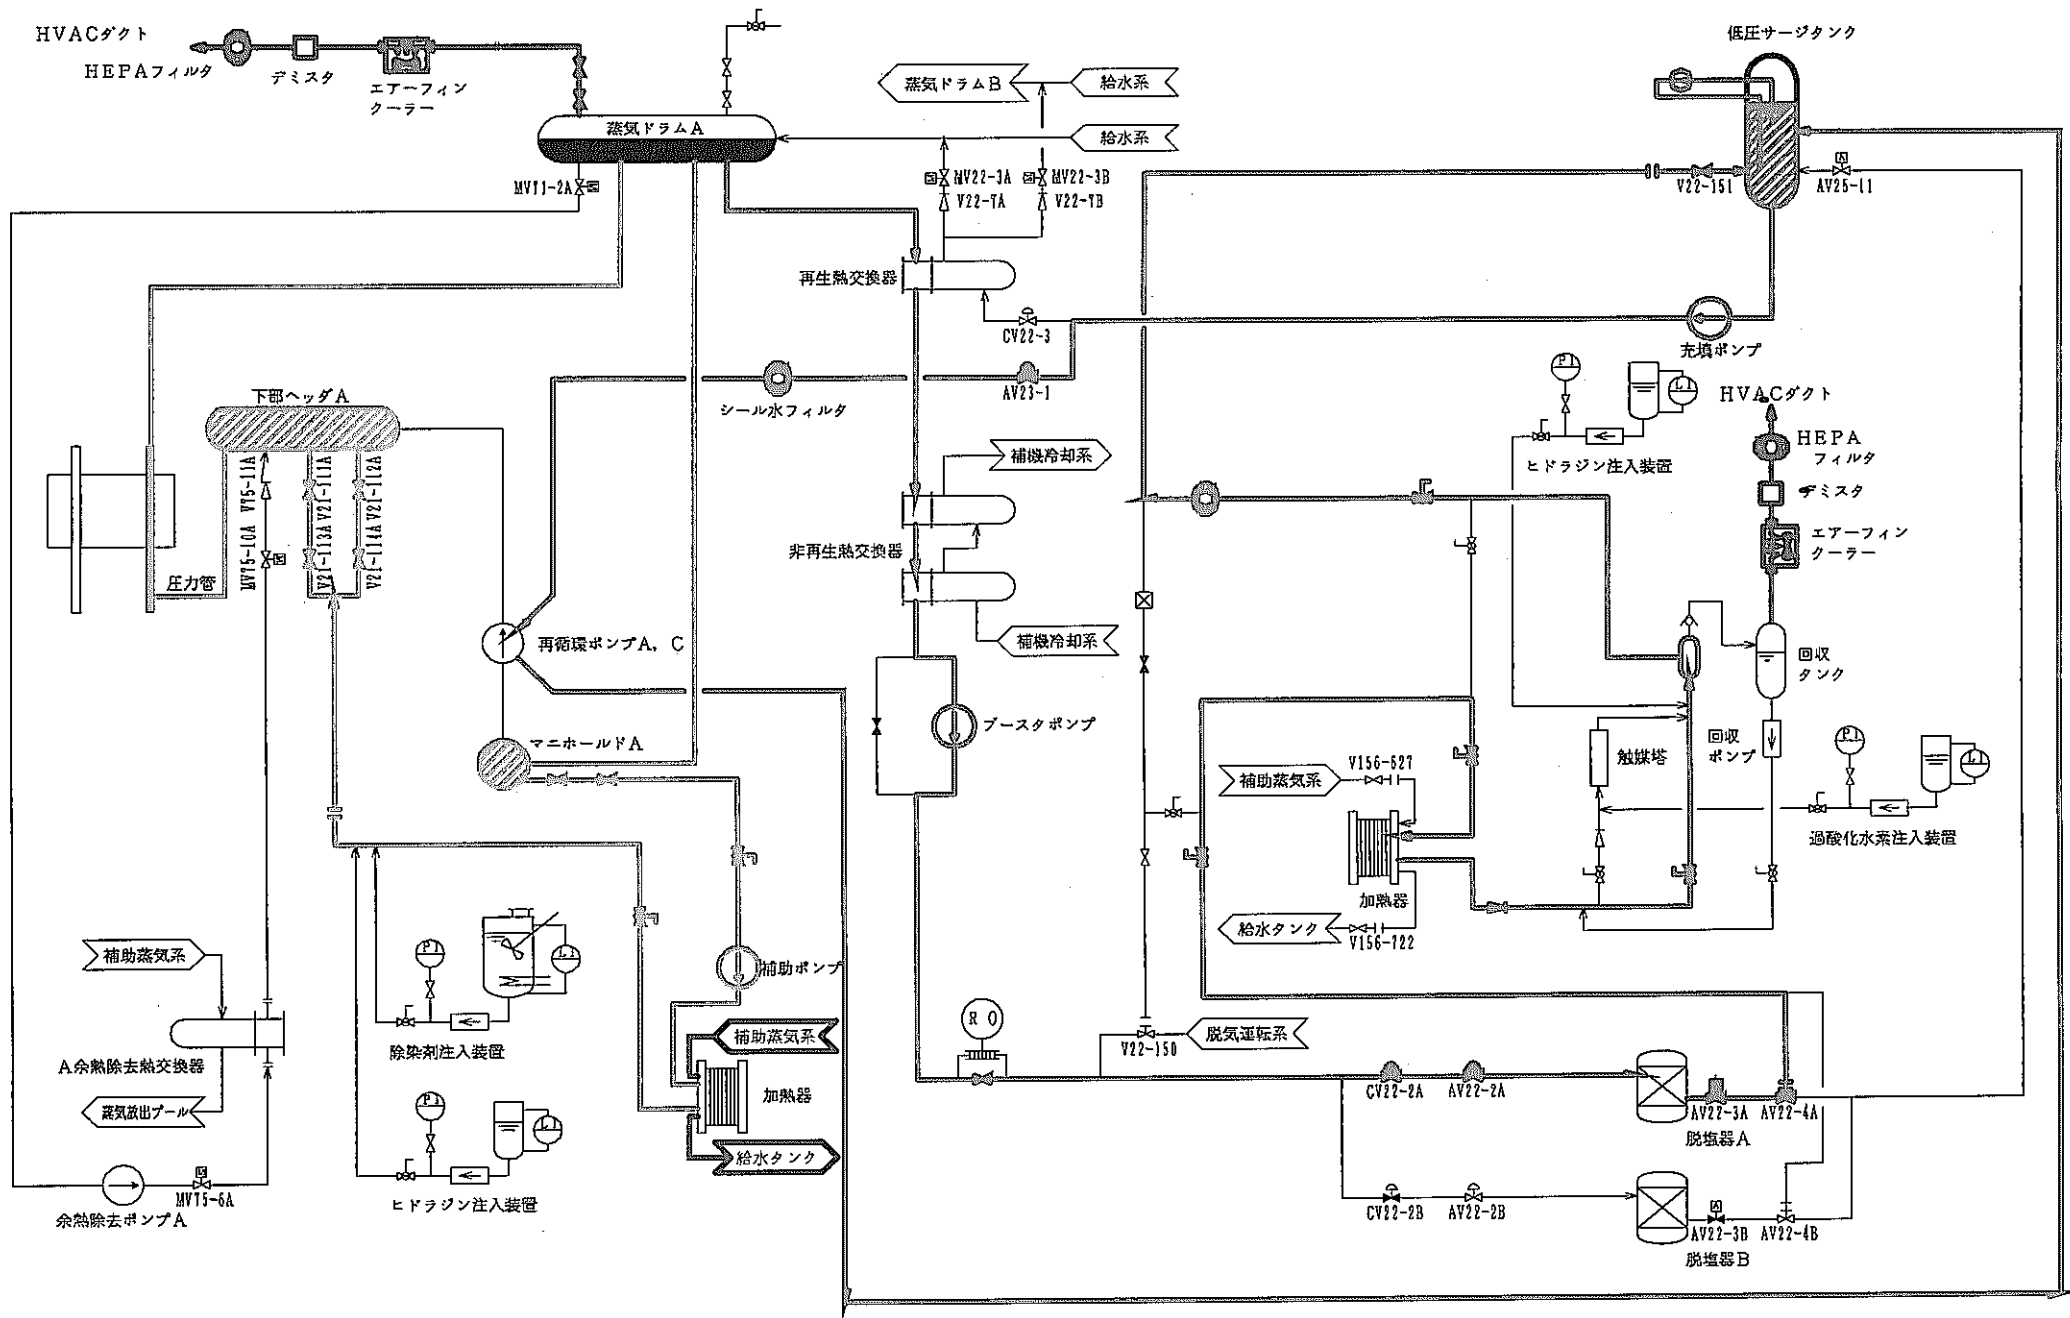 HVACダクト
HEPAフィルタ
デミスタ
エアーフィン
クーラー
蒸気ドラムA
蒸気ドラムB
給水系
給水系
低圧サージタンク
MV71-2A
MV22-3A
V22-7A
MV22-3B
V22-7B
V22-151
AV25-11
再生熱交換器
CV22-3
充填ポンプ
AV23-1
シール水フィルタ
下部ヘッダA
PI
LI
HVACダクト
HEPA
フィルタ
デミスタ
エアーフィン
クーラー
ヒドラジン注入装置
補機冷却系
非再生熱交換器
補機冷却系
MV75-10A
V75-11A
V21-113A
V21-111A
V21-114A
V21-112A
圧力管
再循環ポンプA, C
回収
タンク
ブースタポンプ
マニホールドA
回収
ポンプ
触媒塔
PI
LI
過酸化水素注入装置
補助蒸気系
V156-627
加熱器
給水タンク
V156-722
補助蒸気系
PI
LI
補助ポンプ
除染剤注入装置
A余熱除去熱交換器
蒸気放出プール
補助蒸気系
加熱器
給水タンク
RO
V22-150
脱気運転系
CV22-2A
AV22-2A
AV22-3A
AV22-4A
脱塩器A
PI
LI
ヒドラジン注入装置
MV75-6A
余熱除去ポンプA
CV22-2B
AV22-2B
AV22-3B
AV22-4B
脱塩器B